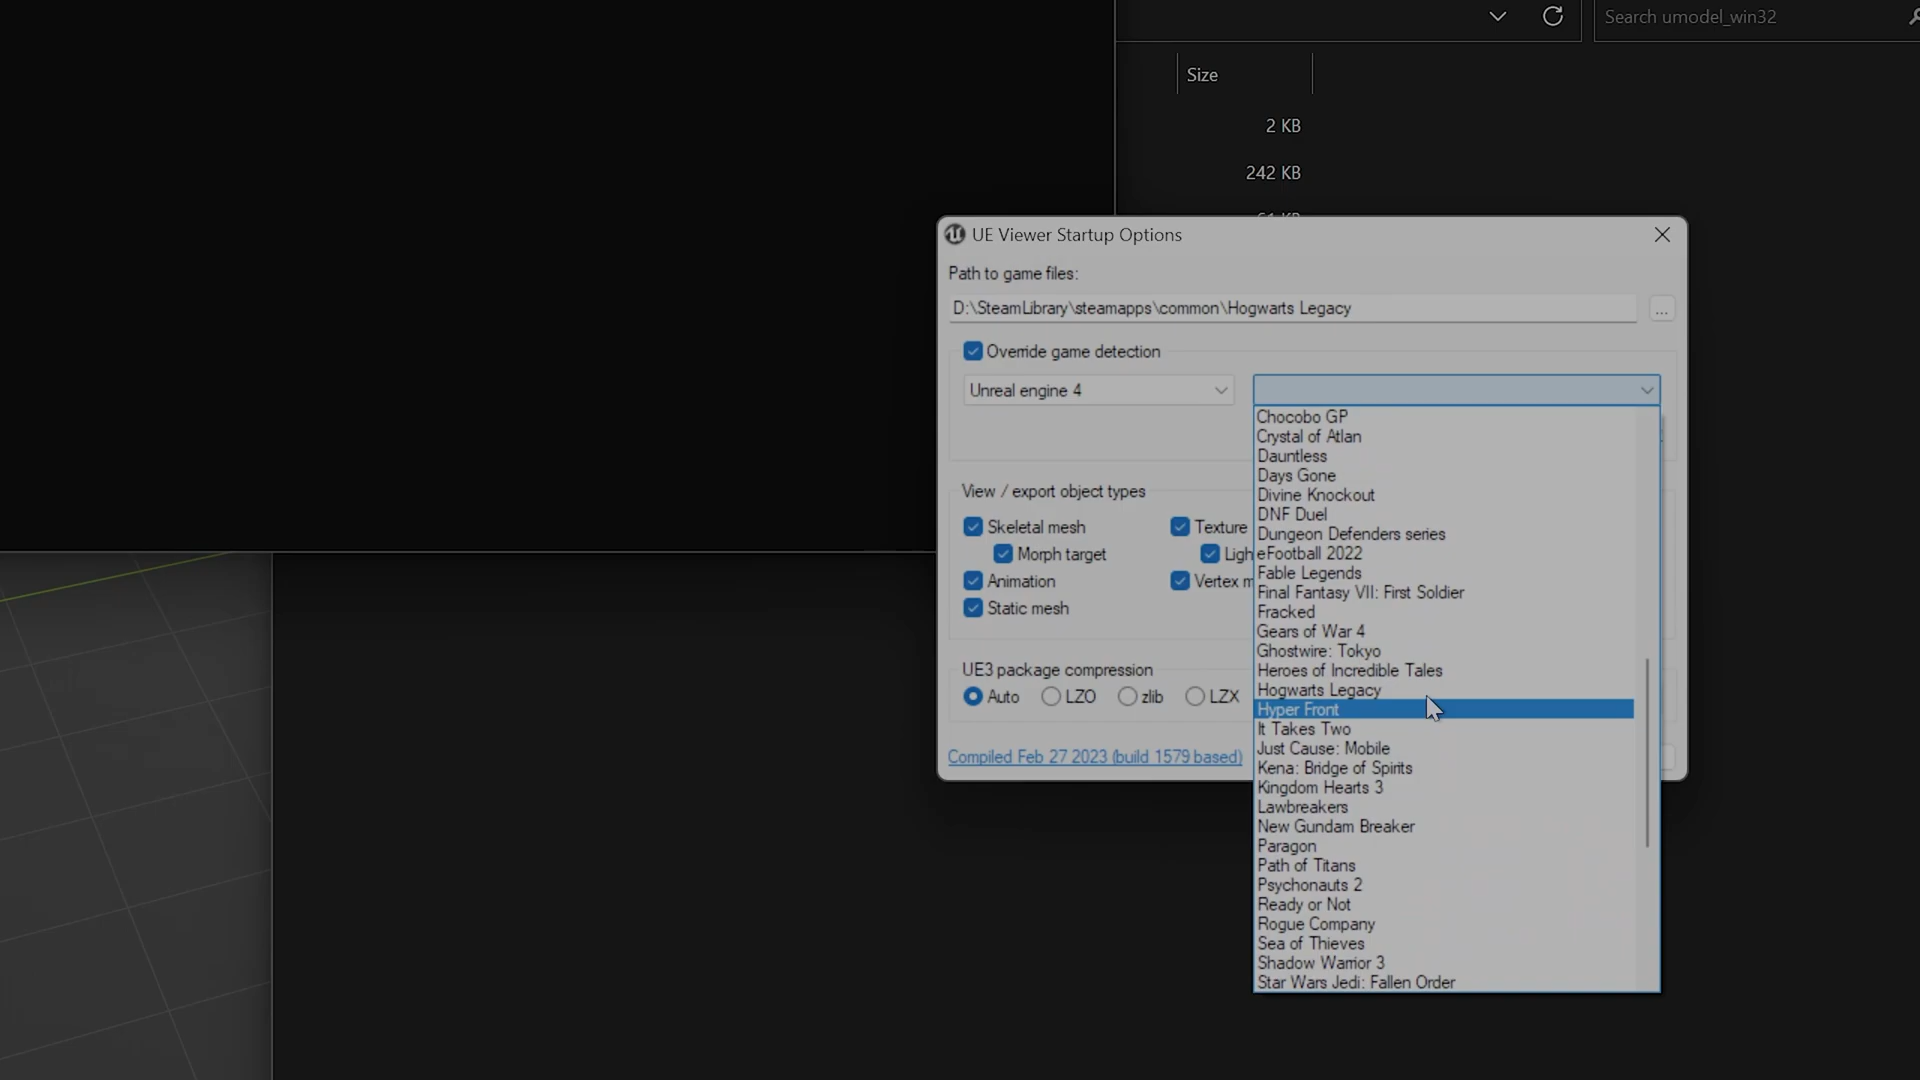 Search umodel_win32
Size
2 KB
242 KB
UE Viewer Startup Options
Path to game files:
D:\SteamLibrary\steamapps\common\Hogwarts Legacy
...
Override game detection
Unreal engine 4
Chocobo GP
Crystal of Atlan
Dauntless
Days Gone
Divine Knockout
DNF Duel
Dungeon Defenders series
eFootball 2022
Fable Legends
Final Fantasy VII: First Soldier
Fracked
Gears of War 4
Ghostwire: Tokyo
Heroes of Incredible Tales
Hogwarts Legacy
Hyper Front
It Takes Two
Just Cause: Mobile
Kena: Bridge of Spirits
Kingdom Hearts 3
Lawbreakers
New Gundam Breaker
Paragon
Path of Titans
Psychonauts 2
Ready or Not
Rogue Company
Sea of Thieves
Shadow Warrior 3
Star Wars Jedi: Fallen Order
View / export object types
Skeletal mesh
Texture
Morph target
Ligh
Animation
Vertex m
Static mesh
UE3 package compression
Auto LZO zlib LZX
Compiled Feb 27 2023 (build 1579 based)